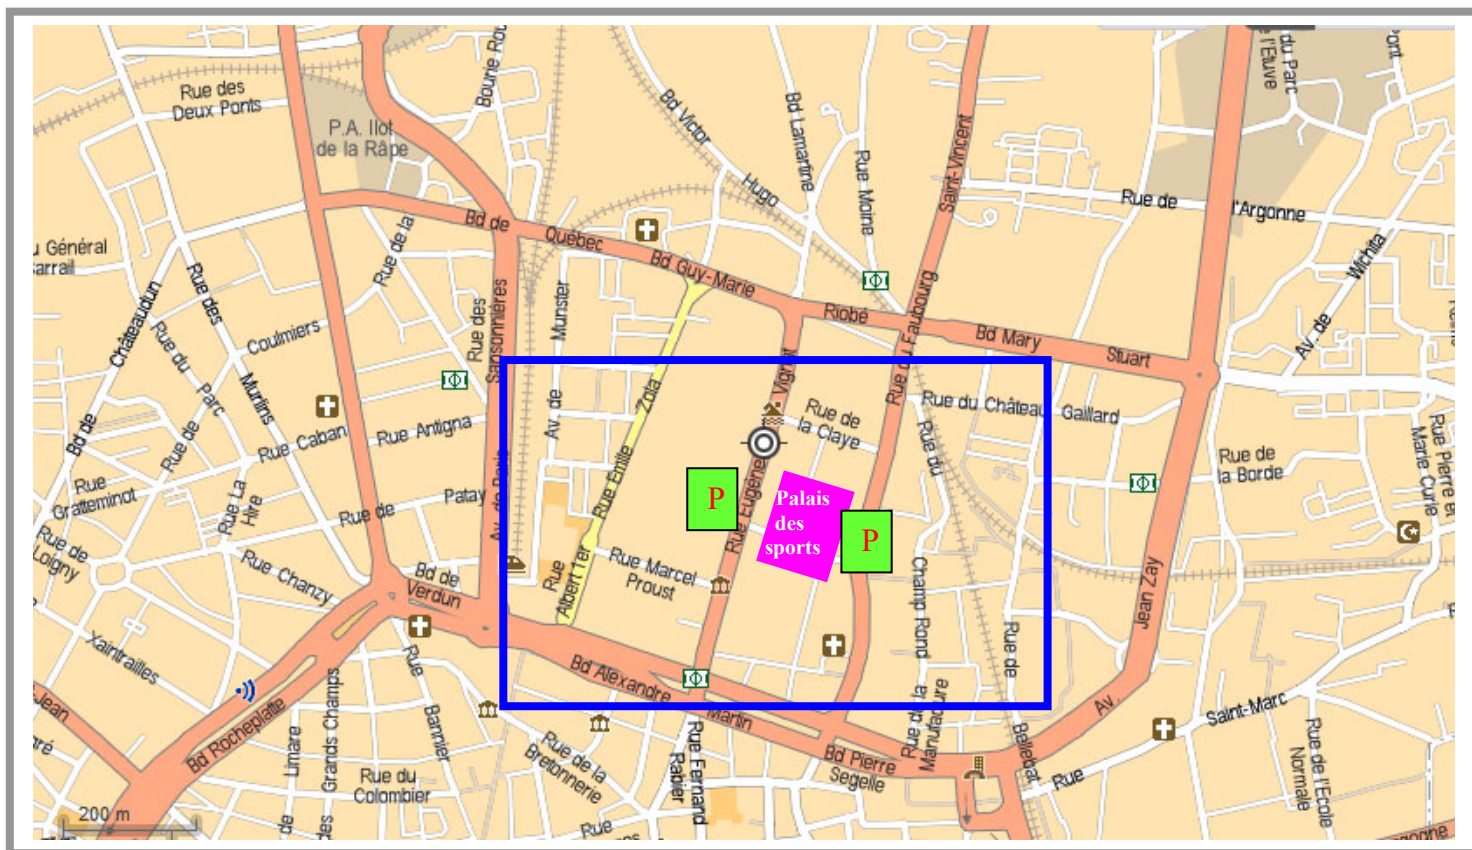 Rue des
Deux Ponts
P.A. Ilot
de la Râpe
Bourie
Bd Victor
Hugo
Bd Lamartine
Rue Moine
Saint-Vincent
du Parc
l'Etuve
Pont
Rue de
l'Argonne
Wichita
Av. de
Général
Châteaudun
Bd de
Rue des
Murlins
Rue du
Parc
Rue de
Coulmiers
Rue de la
Bd de
Québec
Bd Guy-Marie
Riobé
Bd Mary
Stuart
Rue du Faubourg
Rue des
Sansonnières
Av. de
Munster
Rue Emile
Zola
Rue Eugène
Vignat
Rue de
la Claye
Rue du Château
Gaillard
Rue du
Champ Rond
Rue de
la Borde
Rue Pierre et
Marie Curie
Rue Caban
Rue Antigna
Rue
Gratteminot
Rue La
Hire
Rue de
Patay
Av. de Paris
P
Palais
des
sports
P
Rue de
Loigny
Rue Chanzy
Bd de
Verdun
Rue
Albert 1er
Rue Marcel
Proust
Jean Zay
Av.
Xaintrailles
Rue
Bannier
Bd Alexandre
Martin
Rue de la
Manufacture
Rue de
Bellebat
Saint-Marc
Rue
Jean
Bd Rocheplatte
Limare
de
Grands Champs
des
Rue du
Colombier
Rue de la
Bretonnerie
Rue Fernand
Rabier
Bd Pierre
Segelle
Rue de l'Ecole
Normale
200 m
Rue